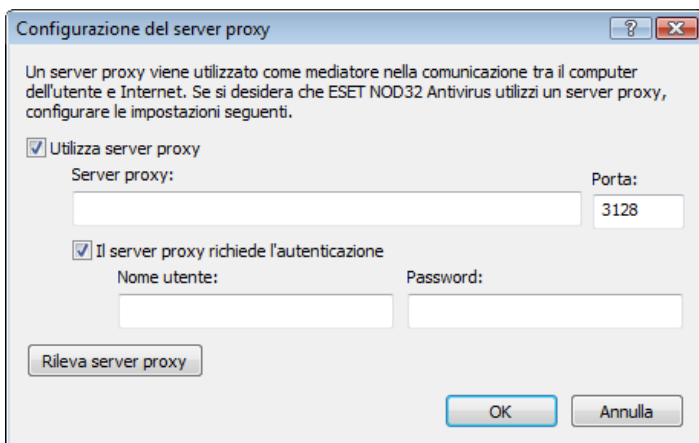 Configurazione del server proxy
Un server proxy viene utilizzato come mediatore nella comunicazione tra il computer
dell'utente e Internet. Se si desidera che ESET NOD32 Antivirus utilizzi un server proxy,
configurare le impostazioni seguenti.
Utilizza server proxy
Server proxy:
Porta:
3128
Il server proxy richiede l'autenticazione
Nome utente:
Password:
Rileva server proxy
OK
Annulla